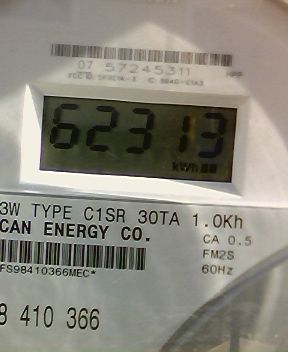 07 57245311
62313
kWh
3W TYPE C1SR 30TA 1.0Kh
CAN ENERGY CO.
CA 0.5
FM2S
60Hz
FS98410366MEC*
8 410 366